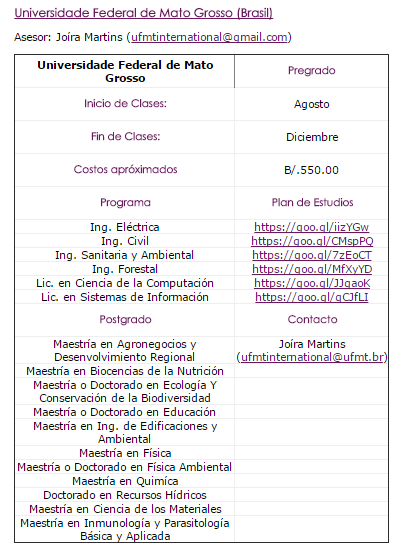 Universidade Federal de Mato Grosso (Brasil)
Asesor: Joíra Martins (ufmtinternational@gmail.com)
Universidade Federal de Mato Grosso
Pregrado
Inicio de Clases:
Agosto
Fin de Clases:
Diciembre
Costos apróximados
B/.550.00
Programa
Plan de Estudios
Ing. Eléctrica
https://goo.gl/iizYGw
Ing. Civil
https://goo.gl/CMspPQ
Ing. Sanitaria y Ambiental
https://goo.gl/7zEoCT
Ing. Forestal
https://goo.gl/MfXyYD
Lic. en Ciencia de la Computación
https://goo.gl/JJgaoK
Lic. en Sistemas de Información
https://goo.gl/gCJfLI
Postgrado
Contacto
Maestría en Agronegocios y
Desenvolvimento Regional
Joíra Martins
(ufmtinternational@ufmt.br)
Maestría en Biocencias de la Nutrición
Maestría o Doctorado en Ecología Y
Conservación de la Biodiversidad
Maestría o Doctorado en Educación
Maestría en Ing. de Edificaciones y
Ambiental
Maestría en Física
Maestría o Doctorado en Física Ambiental
Maestría en Quimíca
Doctorado en Recursos Hídricos
Maestría en Ciencia de los Materiales
Maestría en Inmunología y Parasitología
Básica y Aplicada